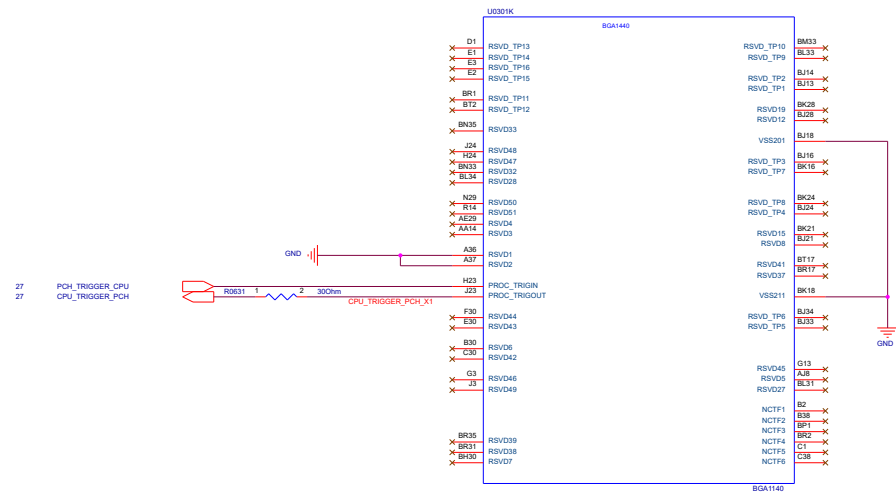 U0301K
BGA1440
D1 RSVD_TP13 RSVD_TP10 BM33
E1 RSVD_TP14 RSVD_TP9 BL33
E3 RSVD_TP16
E2 RSVD_TP15 RSVD_TP2 BJ14
RSVD_TP1 BJ13
BR1 RSVD_TP11
BT2 RSVD_TP12 RSVD19 BK28
RSVD12 BJ28
BN35 RSVD33
VSS201 BJ18
J24 RSVD48
H24 RSVD47 RSVD_TP3 BJ16
BN33 RSVD32 RSVD_TP7 BK16
BL34 RSVD28
N29 RSVD50 RSVD_TP8 BK24
R14 RSVD51 RSVD_TP4 BJ24
AE29 RSVD4
AA14 RSVD3 RSVD15 BK21
RSVD8 BJ21
GND A36 RSVD1
A37 RSVD2 RSVD41 BT17
RSVD37 BR17
27 PCH_TRIGGER_CPU H23 PROC_TRIGIN
27 CPU_TRIGGER_PCH R0631 1 2 30Ohm CPU_TRIGGER_PCH_X1 J23 PROC_TRIGOUT VSS211 BK18
F30 RSVD44 RSVD_TP6 BJ34
E30 RSVD43 RSVD_TP5 BJ33
GND
B30 RSVD6
C30 RSVD42
RSVD45 G13
G3 RSVD46 RSVD5 AJ8
J3 RSVD49 RSVD27 BL31
NCTF1 B2
NCTF2 B38
NCTF3 BP1
BR35 RSVD39 NCTF4 BR2
BR31 RSVD38 NCTF5 C1
BH30 RSVD7 NCTF6 C38
BGA1140